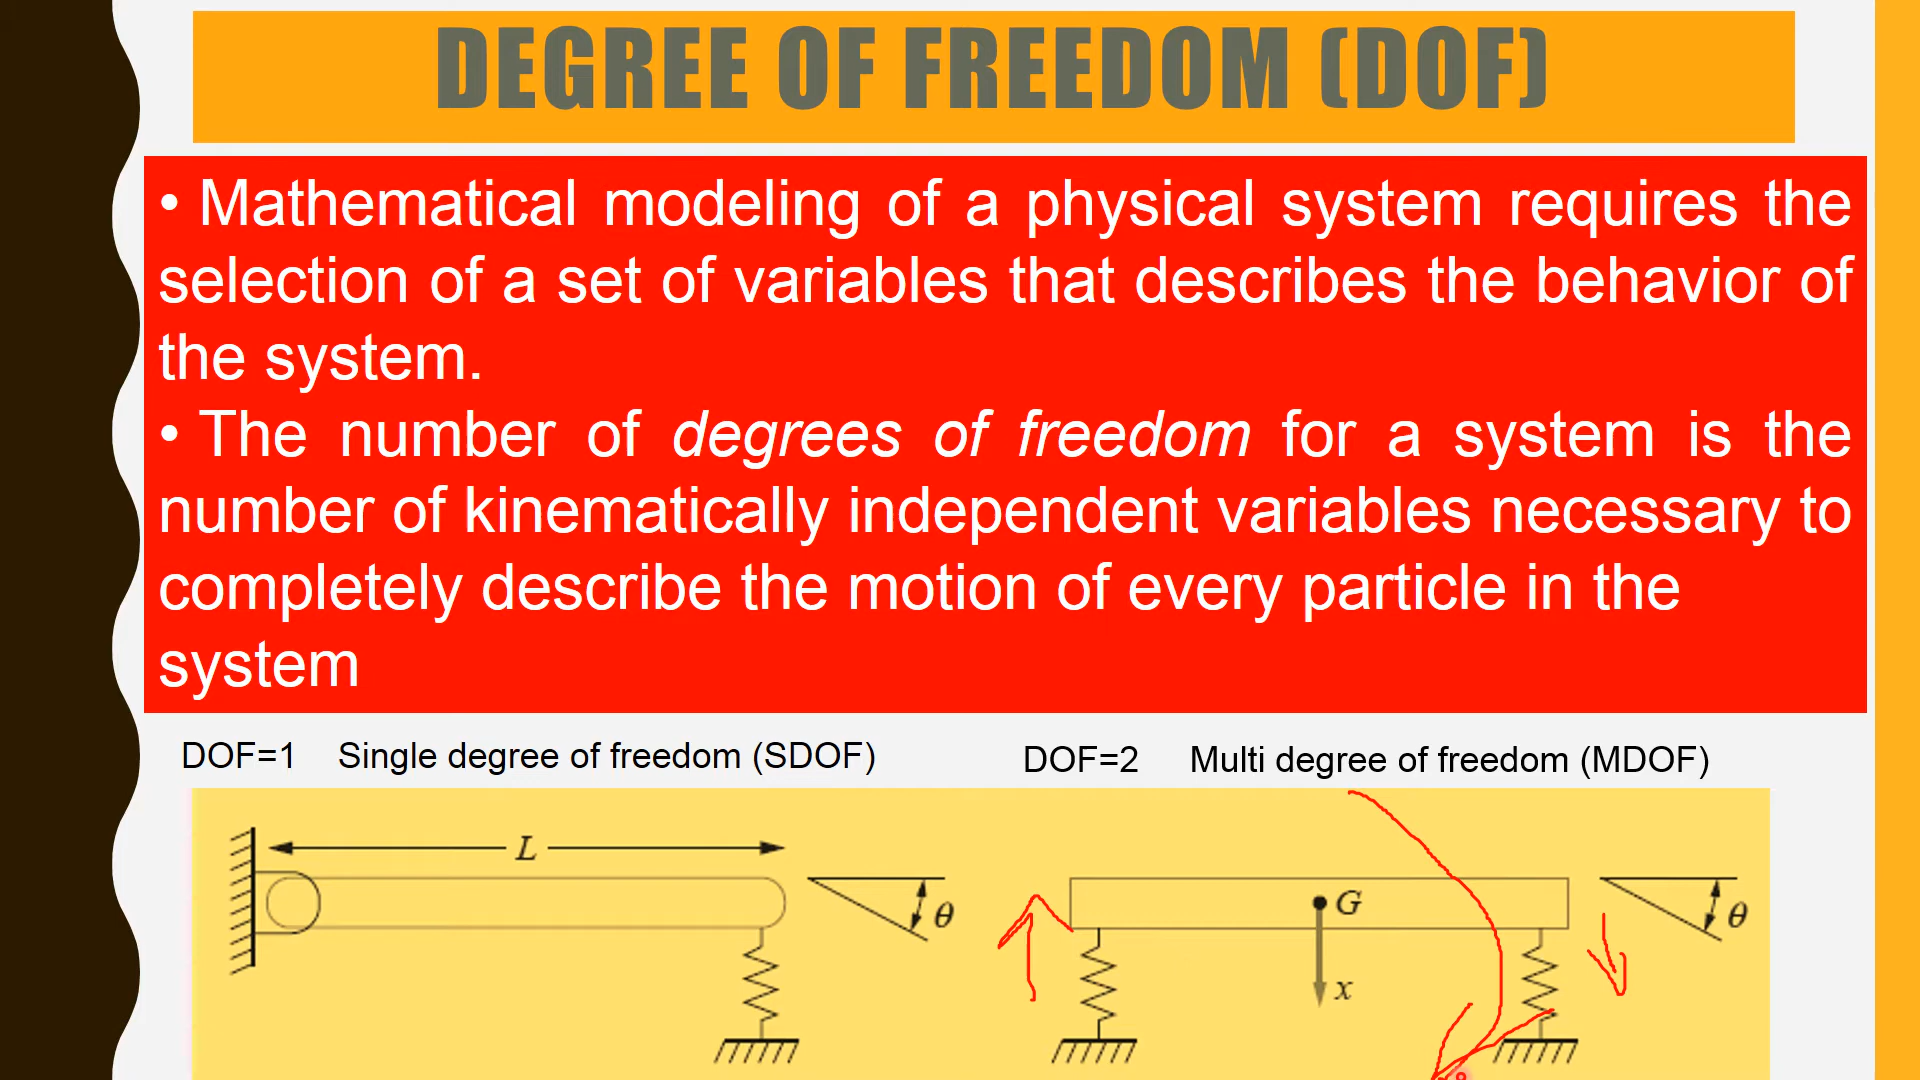 DEGREE OF FREEDOM (DOF)
• Mathematical modeling of a physical system requires the
selection of a set of variables that describes the behavior of
the system.
• The number of degrees of freedom for a system is the
number of kinematically independent variables necessary to
completely describe the motion of every particle in the
system
DOF=1 Single degree of freedom (SDOF)
DOF=2 Multi degree of freedom (MDOF)
L
θ
G
x
θ